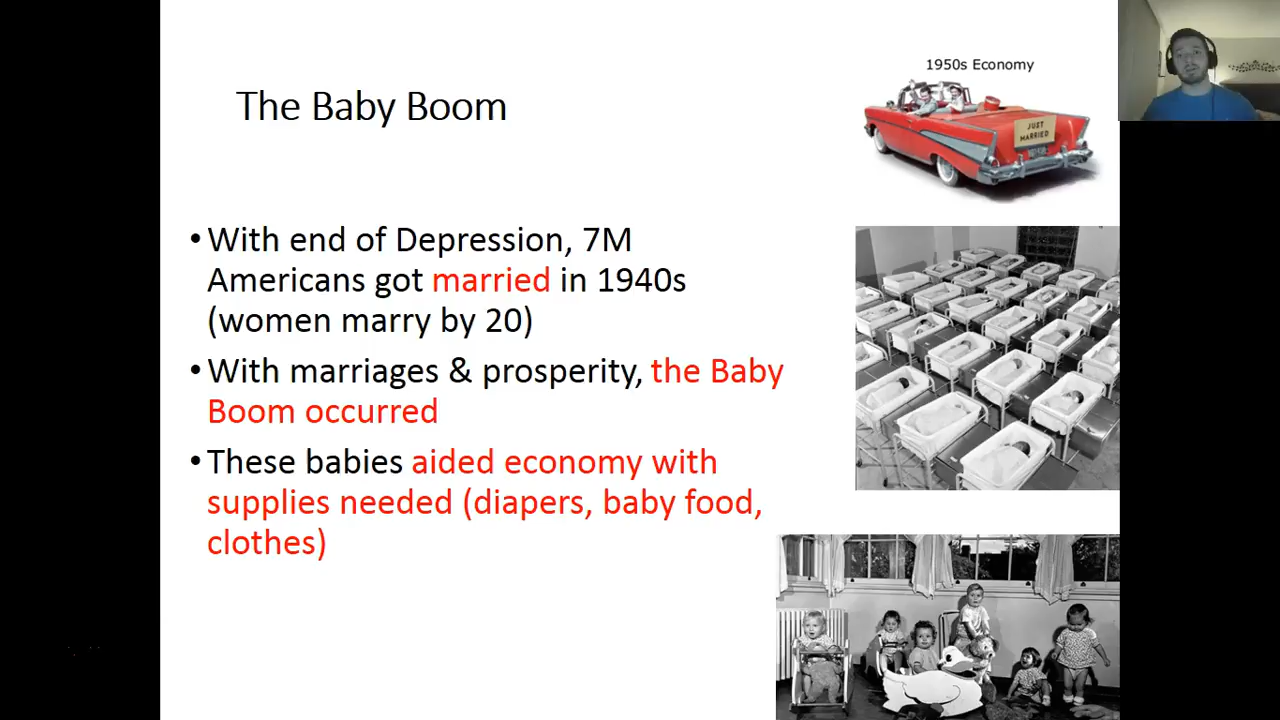 1950s Economy
JUST
MARRIED
The Baby Boom
•With end of Depression, 7M
Americans got married in 1940s
(women marry by 20)
•With marriages & prosperity, the Baby
Boom occurred
•These babies aided economy with
supplies needed (diapers, baby food,
clothes)